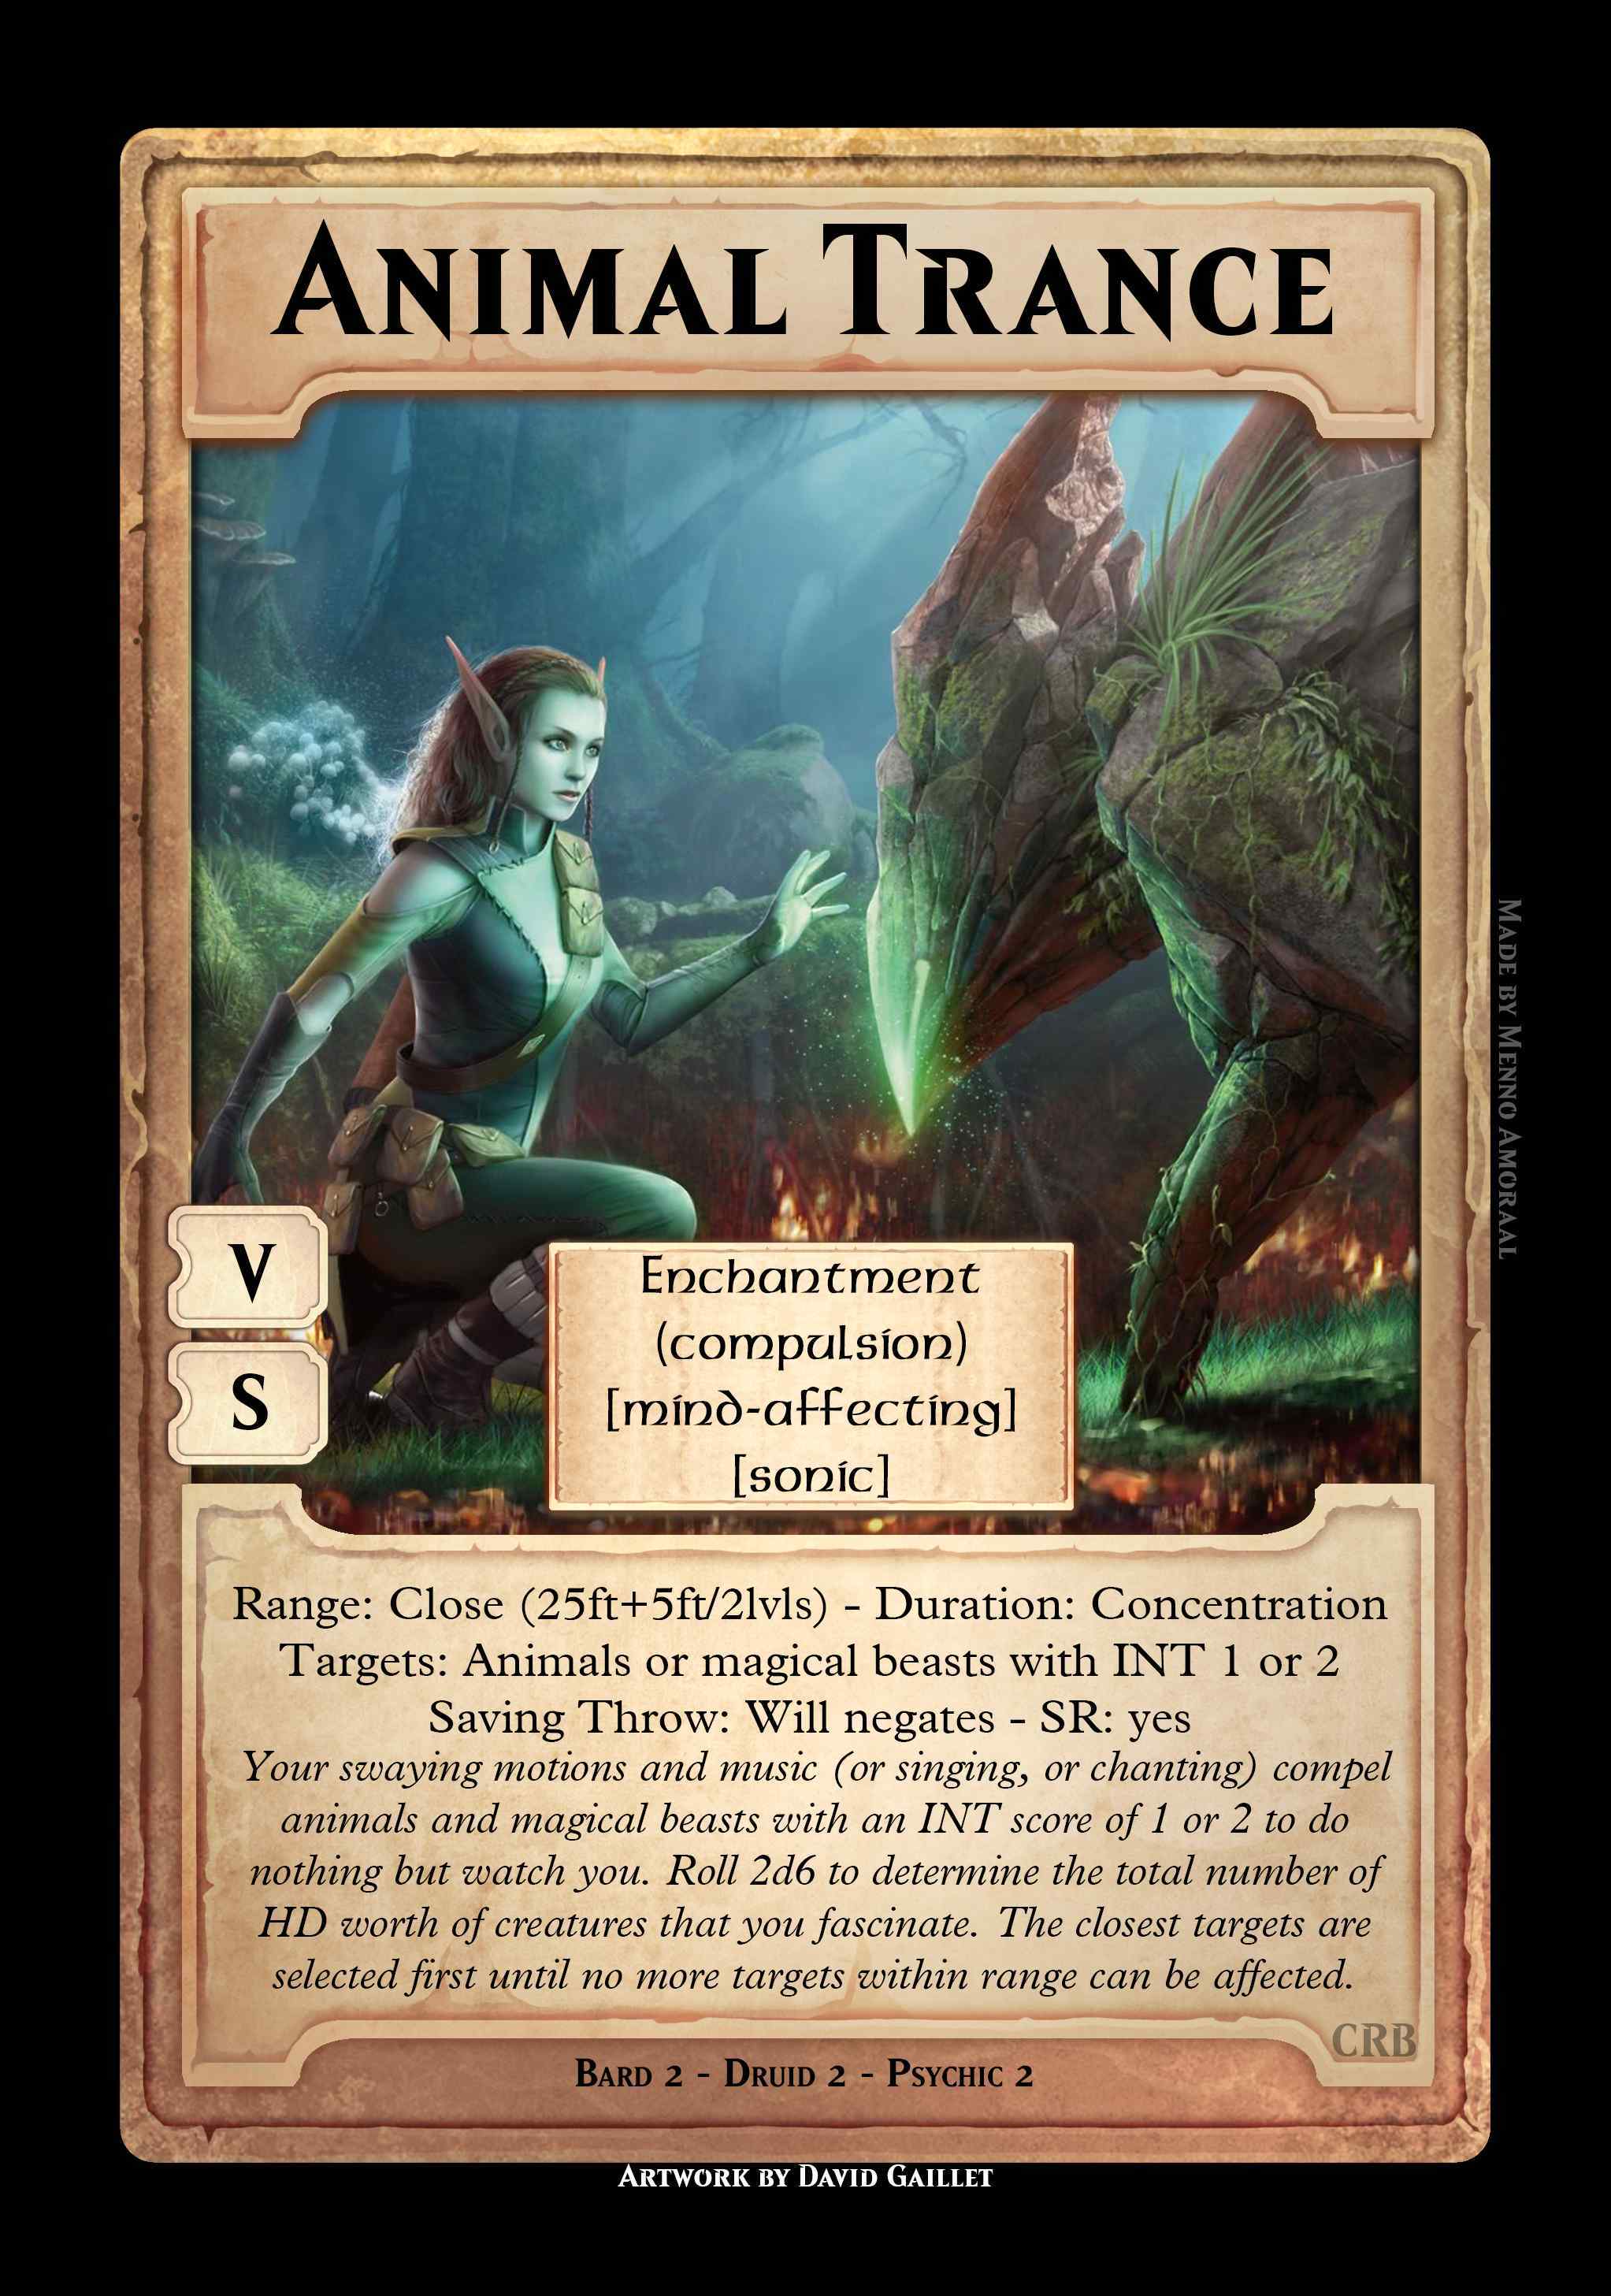 Animal Trance
Made by Menno Amoraal
V
S
Enchantment
(compulsion)
[mind-affecting]
[sonic]
Range: Close (25ft+5ft/2lvls) - Duration: Concentration
Targets: Animals or magical beasts with INT 1 or 2
Saving Throw: Will negates - SR: yes
Your swaying motions and music (or singing, or chanting) compel
animals and magical beasts with an INT score of 1 or 2 to do
nothing but watch you. Roll 2d6 to determine the total number of
HD worth of creatures that you fascinate. The closest targets are
selected first until no more targets within range can be affected.
CRB
Bard 2 - Druid 2 - Psychic 2
Artwork by David Gaillet